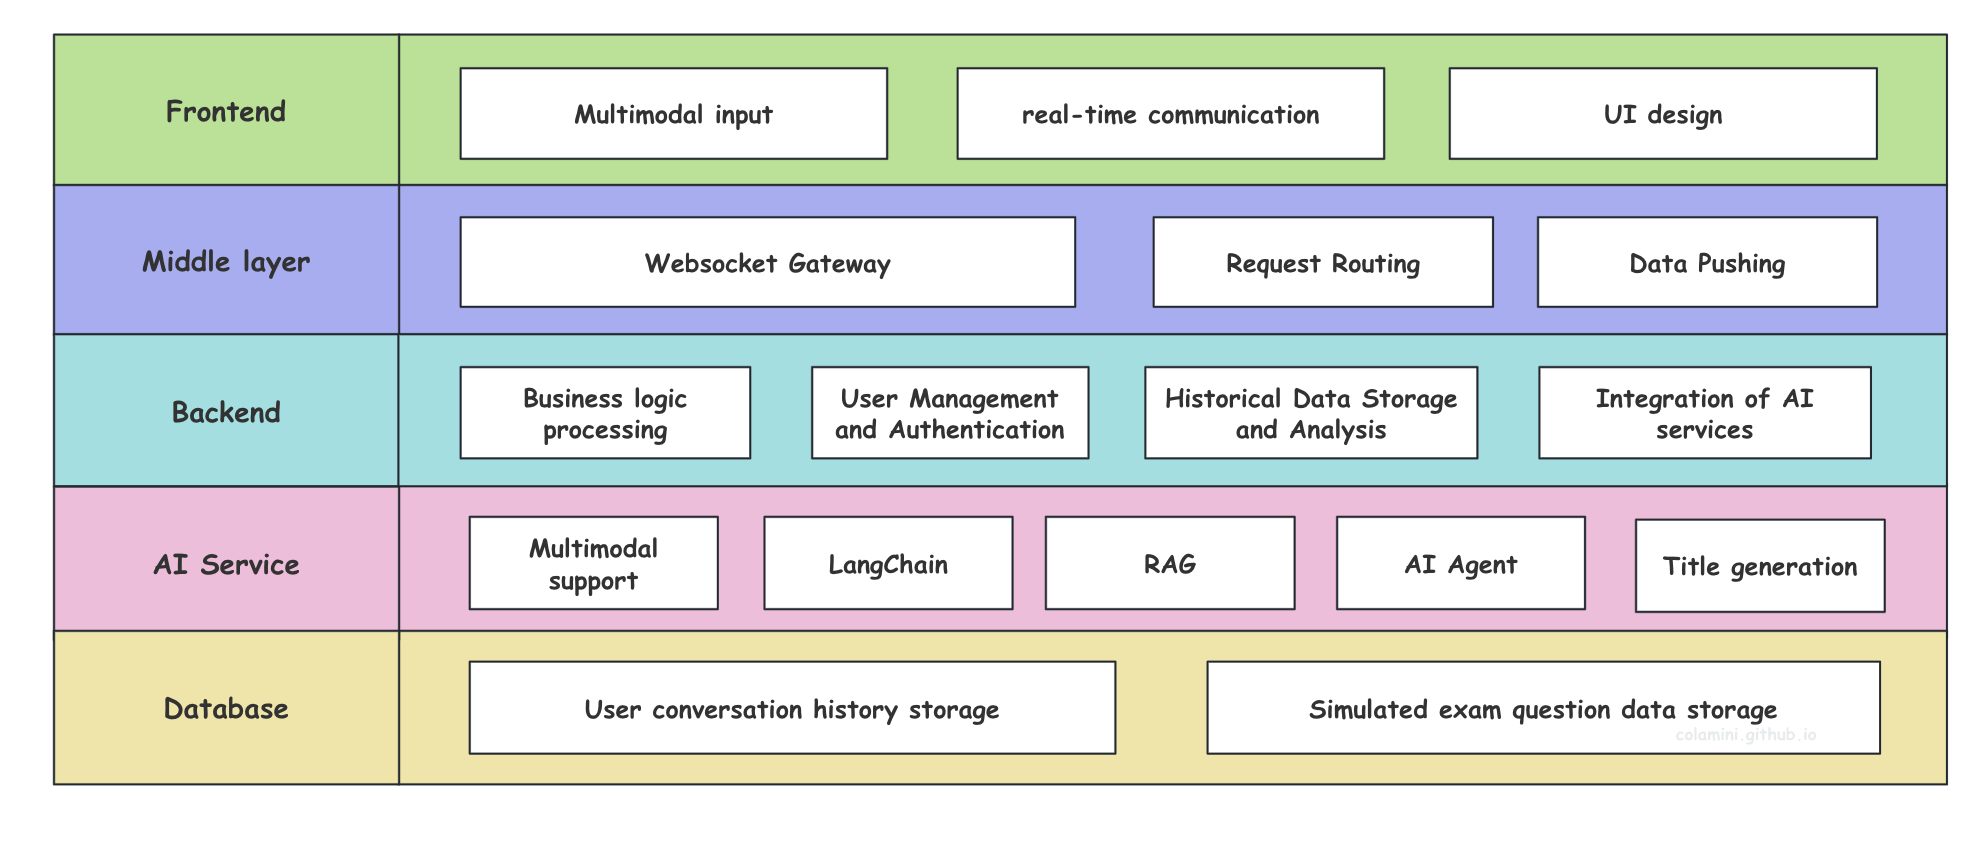 Frontend
Multimodal input
real-time communication
UI design
Middle layer
Websocket Gateway
Request Routing
Data Pushing
Backend
Business logic
processing
User Management
and Authentication
Historical Data Storage
and Analysis
Integration of AI
services
AI Service
Multimodal
support
LangChain
RAG
AI Agent
Title generation
Database
User conversation history storage
Simulated exam question data storage
colamini.github.io